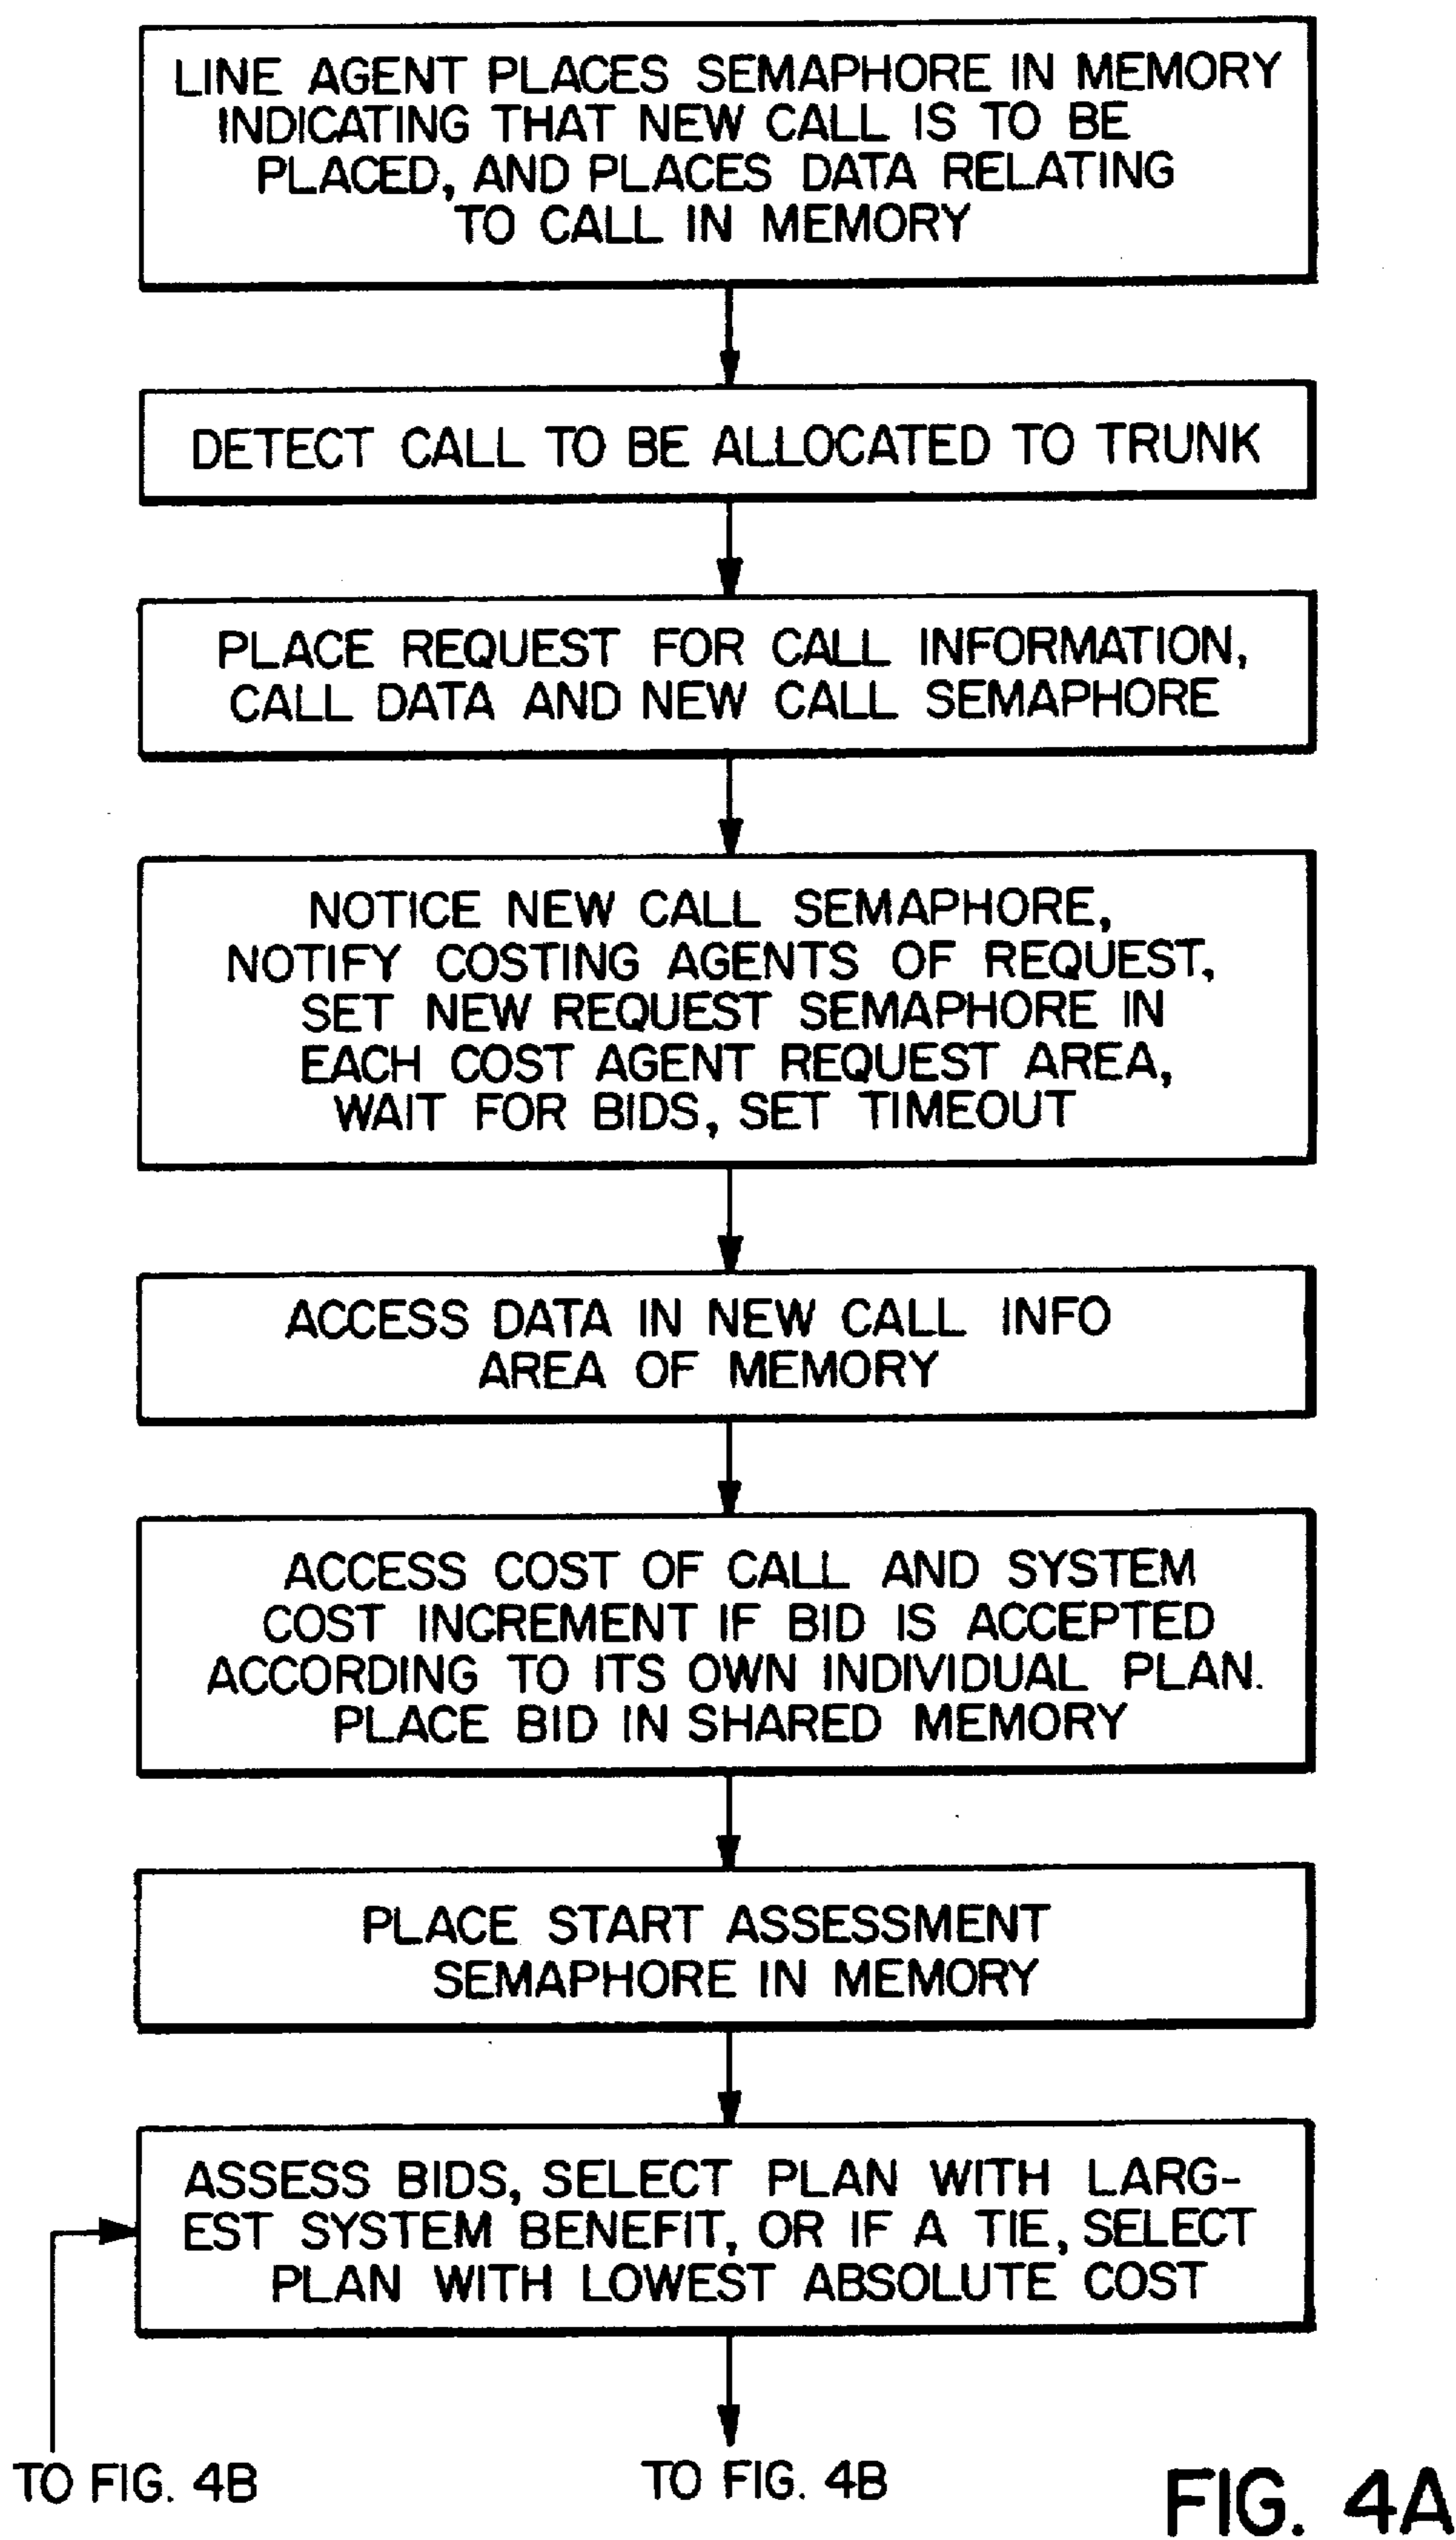 LINE AGENT PLACES SEMAPHORE IN MEMORY
INDICATING THAT NEW CALL IS TO BE
PLACED, AND PLACES DATA RELATING
TO CALL IN MEMORY
DETECT CALL TO BE ALLOCATED TO TRUNK
PLACE REQUEST FOR CALL INFORMATION,
CALL DATA AND NEW CALL SEMAPHORE
NOTICE NEW CALL SEMAPHORE,
NOTIFY COSTING AGENTS OF REQUEST,
SET NEW REQUEST SEMAPHORE IN
EACH COST AGENT REQUEST AREA,
WAIT FOR BIDS, SET TIMEOUT
ACCESS DATA IN NEW CALL INFO
AREA OF MEMORY
ACCESS COST OF CALL AND SYSTEM
COST INCREMENT IF BID IS ACCEPTED
ACCORDING TO ITS OWN INDIVIDUAL PLAN.
PLACE BID IN SHARED MEMORY
PLACE START ASSESSMENT
SEMAPHORE IN MEMORY
ASSESS BIDS, SELECT PLAN WITH LARG-
EST SYSTEM BENEFIT, OR IF A TIE, SELECT
PLAN WITH LOWEST ABSOLUTE COST
TO FIG. 4B
TO FIG. 4B
FIG. 4A